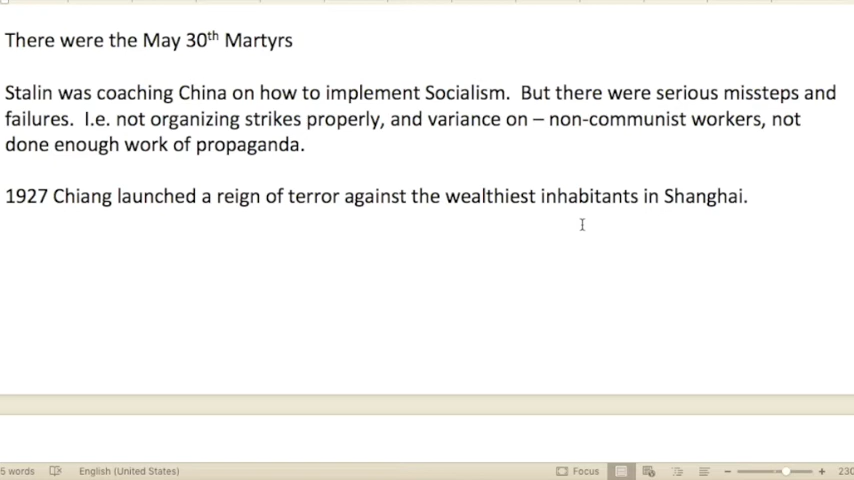 There were the May 30th Martyrs
Stalin was coaching China on how to implement Socialism.  But there were serious missteps and
failures.  I.e. not organizing strikes properly, and variance on – non-communist workers, not
done enough work of propaganda.
1927 Chiang launched a reign of terror against the wealthiest inhabitants in Shanghai.
5 words English (United States) Focus 230